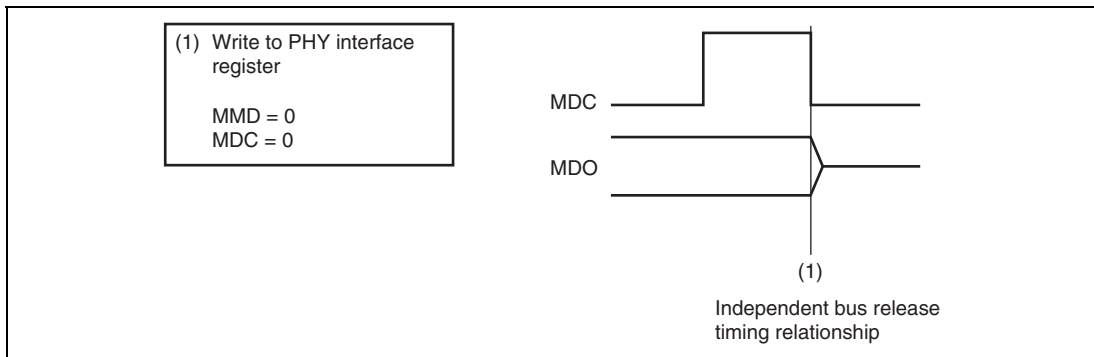 (1) Write to PHY interface
register
MMD = 0
MDC = 0
MDC
MDO
(1)
Independent bus release
timing relationship